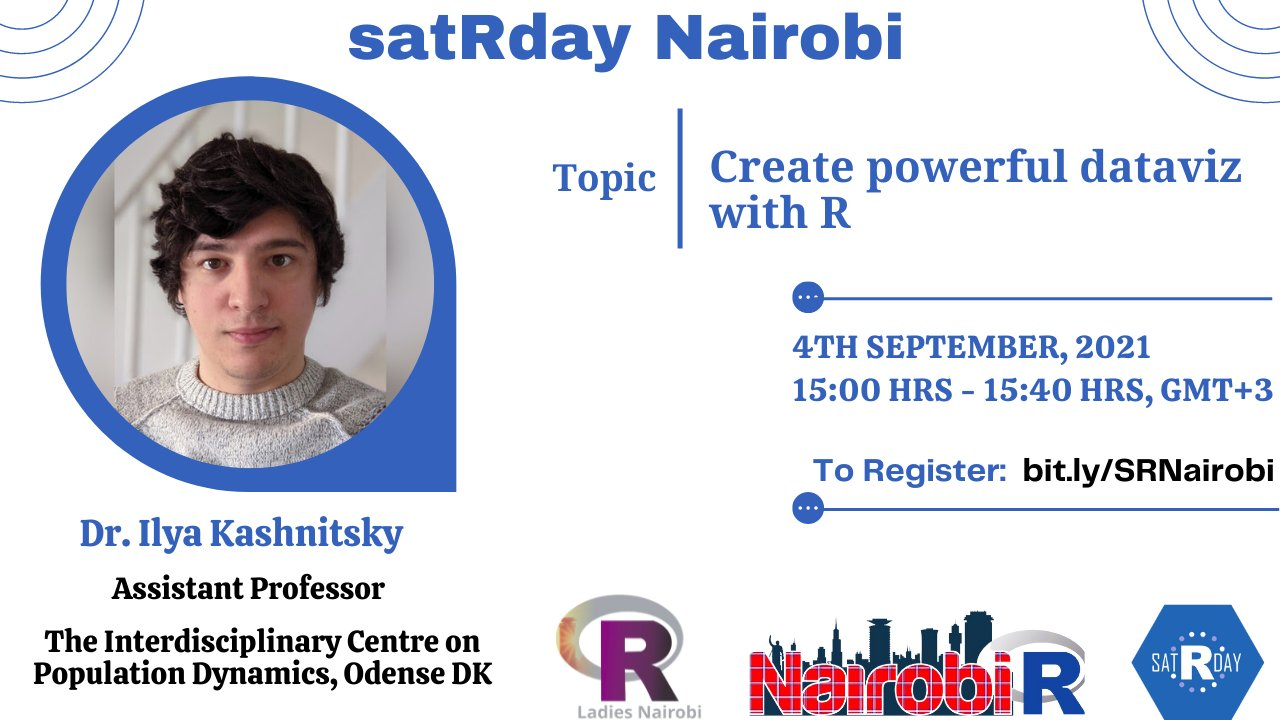 satRday Nairobi
Topic
Create powerful dataviz
with R
4TH SEPTEMBER, 2021
15:00 HRS – 15:40 HRS, GMT+3
To Register: bit.ly/SRNairobi
Dr. Ilya Kashnitsky
Assistant Professor
The Interdisciplinary Centre on
Population Dynamics, Odense DK
R
Ladies Nairobi
Nairobi R
SATRDAY